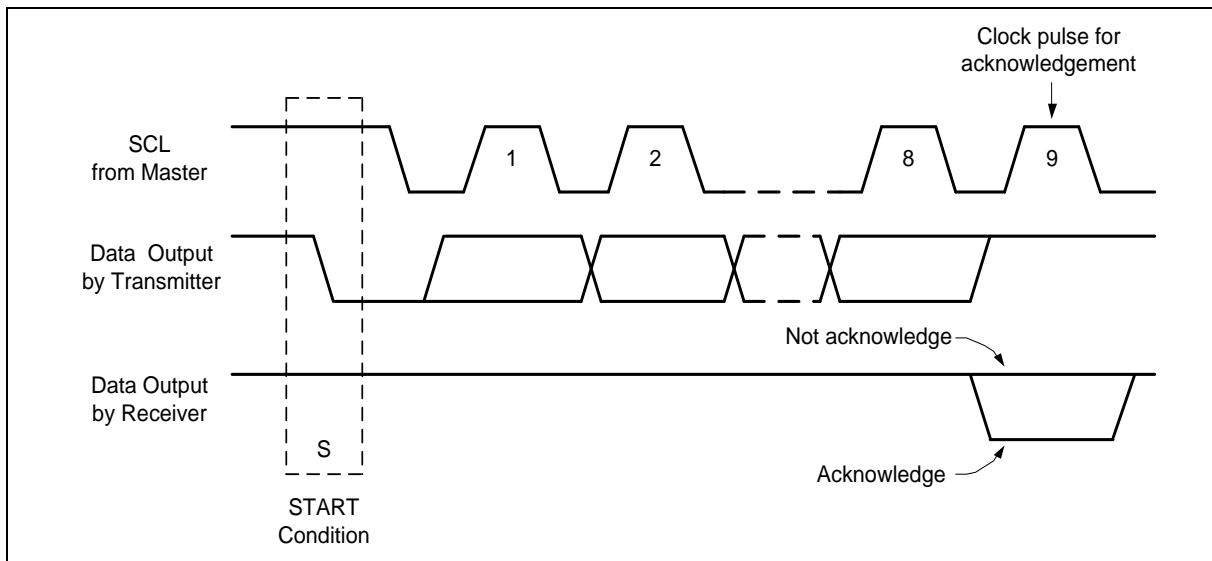 Clock pulse for
acknowledgement
SCL
from Master
1
2
8
9
Data Output
by Transmitter
Not acknowledge
Data Output
by Receiver
S
Acknowledge
START
Condition